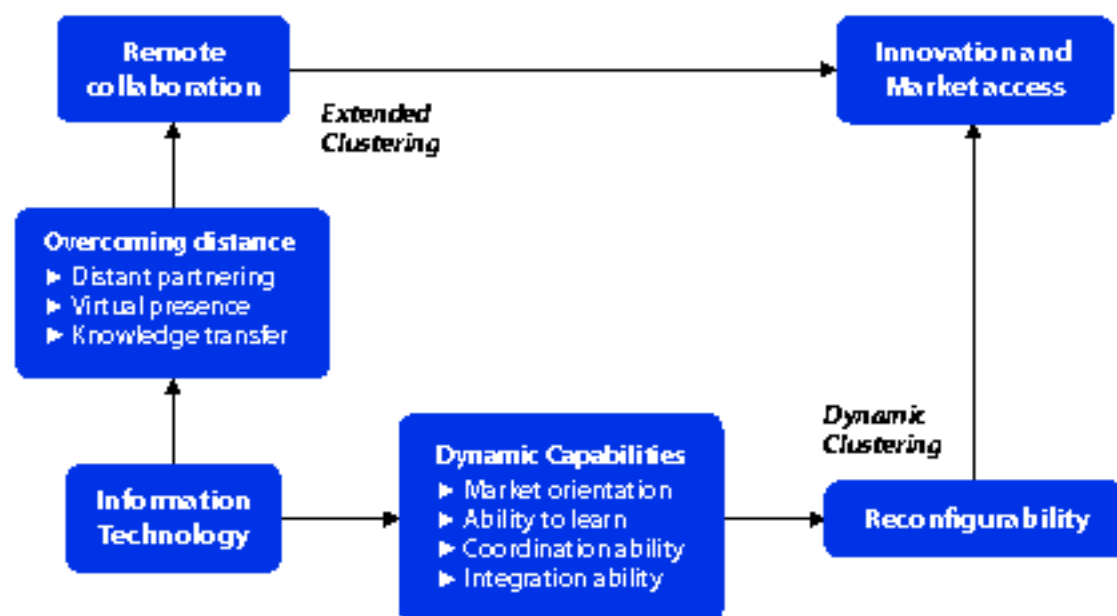 Remote
collaboration
Innovation and
Market access
Extended
Clustering
Overcoming distance
► Distant partnering
► Virtual presence
► Knowledge transfer
Dynamic
Clustering
Information
Technology
Dynamic Capabilities
► Market orientation
► Ability to learn
► Coordination ability
► Integration ability
Reconfigurability